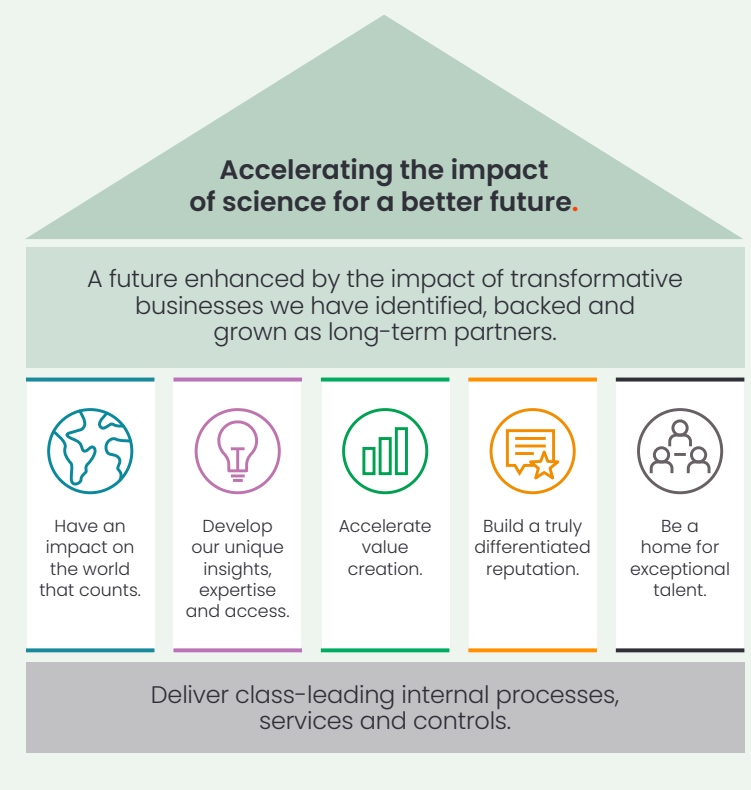 Accelerating the impact
of science for a better future.
A future enhanced by the impact of transformative
businesses we have identified, backed and
grown as long-term partners.
Have an
impact on
the world
that counts.
Develop
our unique
insights,
expertise
and access.
Accelerate
value
creation.
Build a truly
differentiated
reputation.
Be a
home for
exceptional
talent.
Deliver class-leading internal processes,
services and controls.